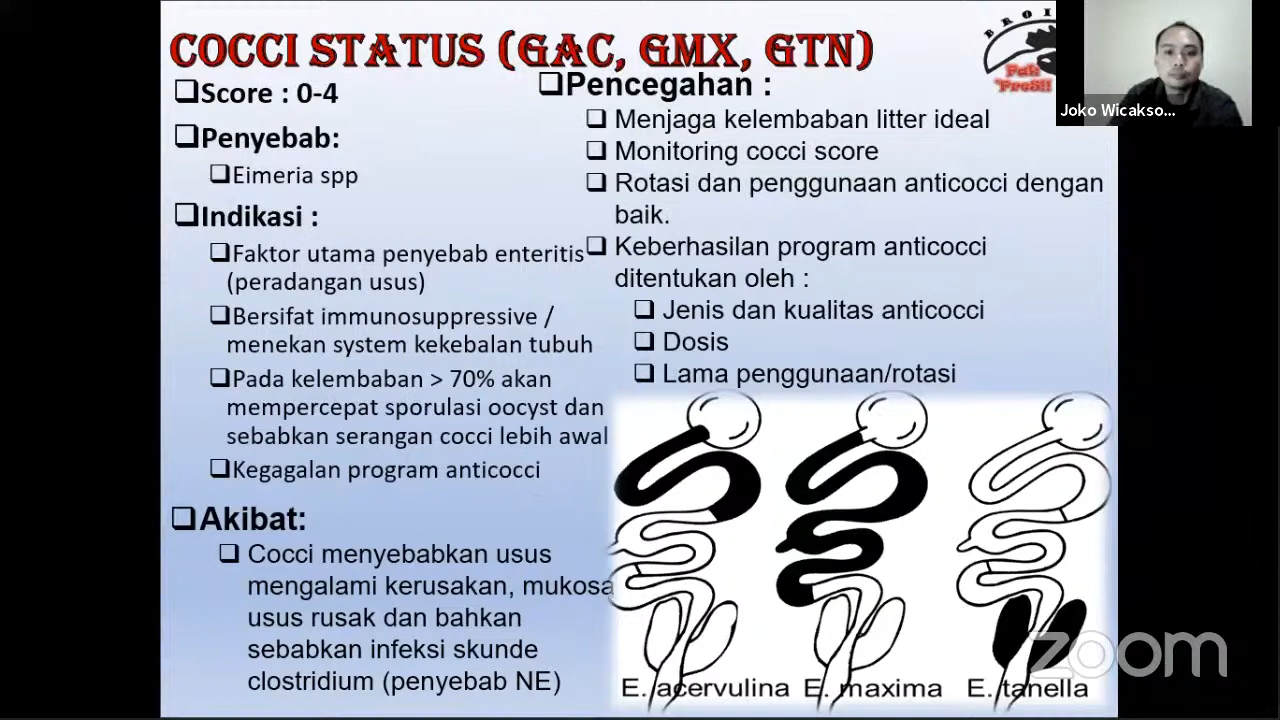 COCCI STATUS (GAC, GMX, GTN)
Score : 0-4
Penyebab:
Eimeria spp
Indikasi :
Faktor utama penyebab enteritis
(peradangan usus)
Bersifat immunosuppressive /
menekan system kekebalan tubuh
Pada kelembaban > 70% akan
mempercepat sporulasi oocyst dan
sebabkan serangan cocci lebih awal
Kegagalan program anticocci
Akibat:
Cocci menyebabkan usus
mengalami kerusakan, mukosa
usus rusak dan bahkan
sebabkan infeksi skunde
clostridium (penyebab NE)
Pencegahan :
Menjaga kelembaban litter ideal
Monitoring cocci score
Rotasi dan penggunaan anticocci dengan
baik.
Keberhasilan program anticocci
ditentukan oleh :
Jenis dan kualitas anticocci
Dosis
Lama penggunaan/rotasi
E. acervulina E. maxima E. tanella
BROI
Joko Wicakso...
zoom